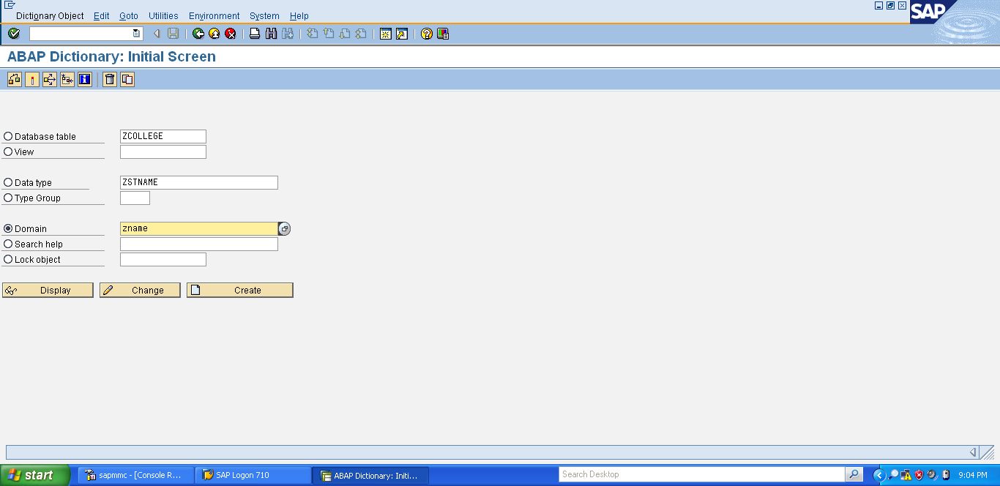 SAP
Dictionary Object Edit Goto Utilities Environment System Help
ABAP Dictionary: Initial Screen
Database table ZCOLLEGE
View
Data type ZSTNAME
Type Group
Domain zname
Search help
Lock object
Display Change Create
start sapmmc - [Console R... SAP Logon 710 ABAP Dictionary: Initi... Search Desktop 9:04 PM